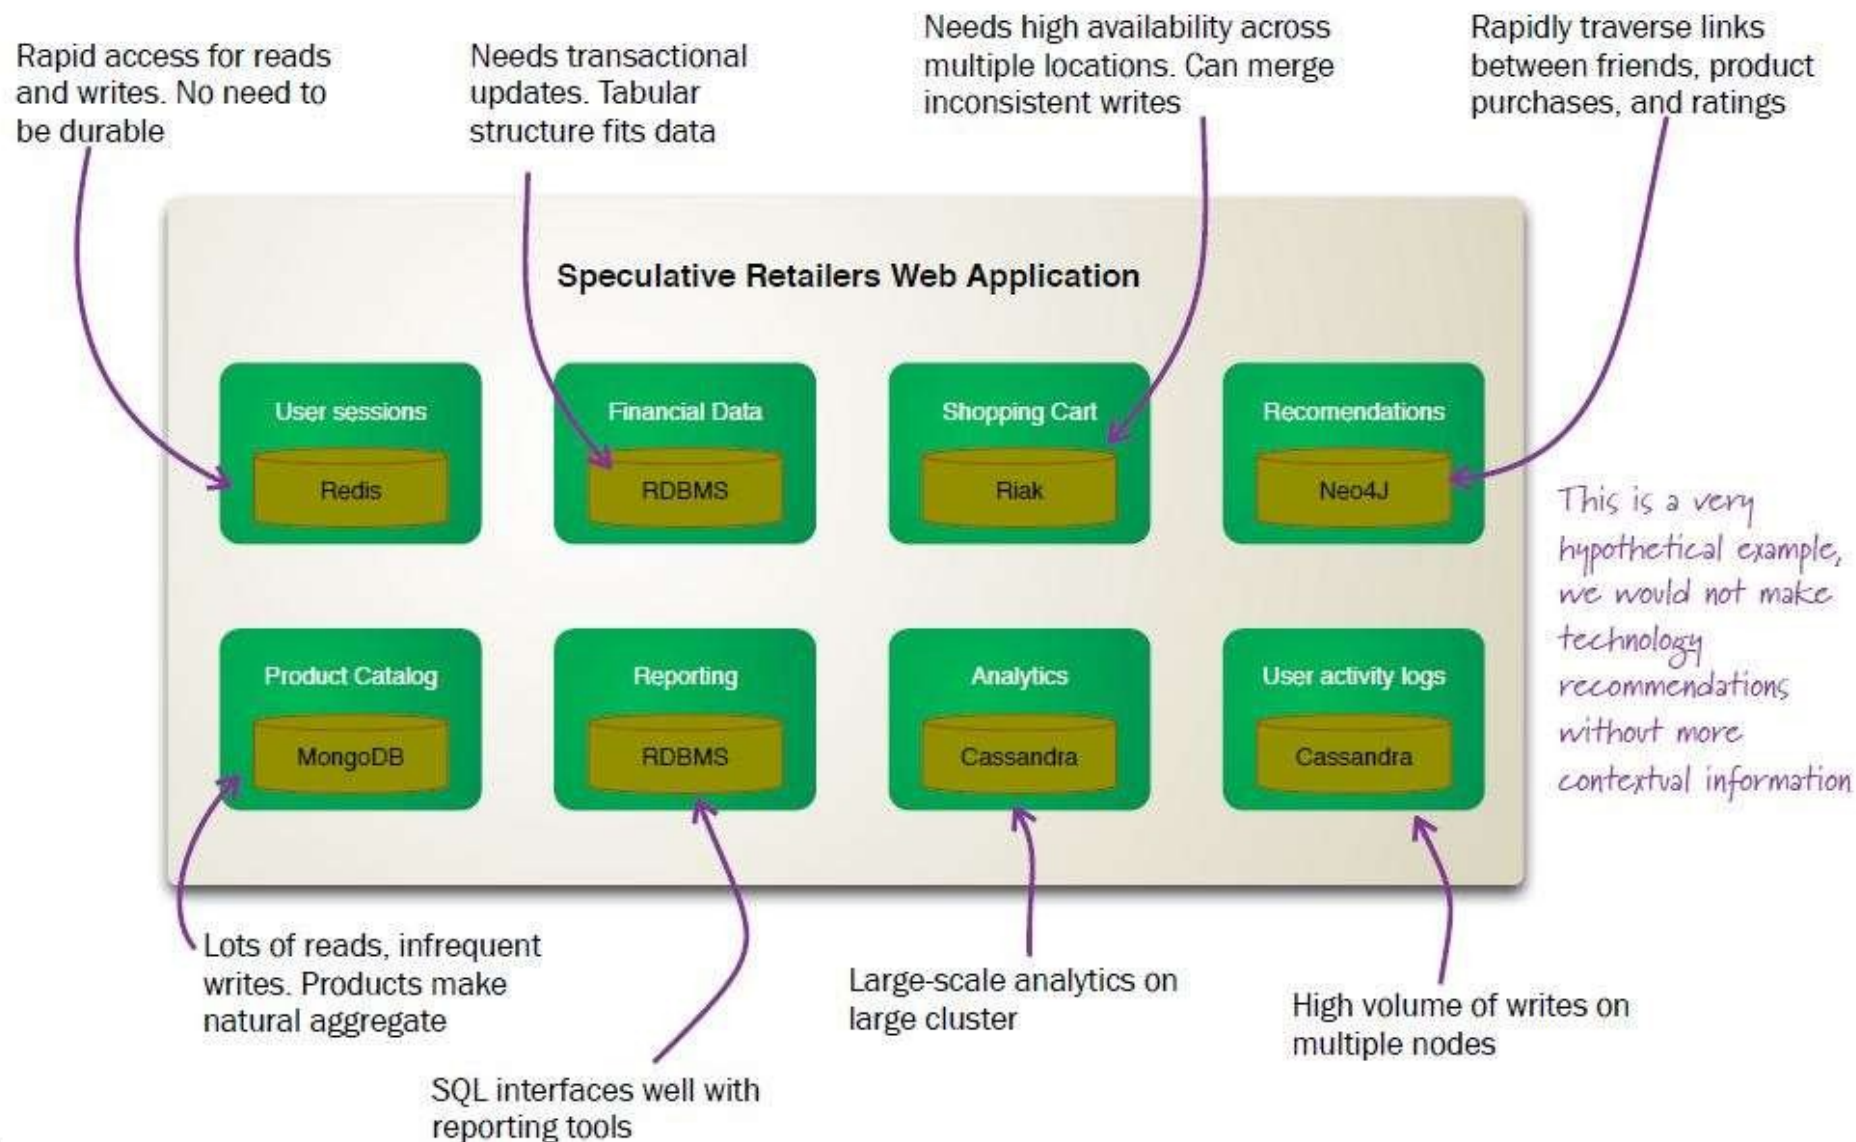 Rapid access for reads
and writes. No need to
be durable
Needs transactional
updates. Tabular
structure fits data
Needs high availability across
multiple locations. Can merge
inconsistent writes
Rapidly traverse links
between friends, product
purchases, and ratings
Speculative Retailers Web Application
User sessions
Redis
Financial Data
RDBMS
Shopping Cart
Riak
Recomendations
Neo4J
This is a very
hypothetical example,
we would not make
technology
recommendations
without more
contextual information
Product Catalog
MongoDB
Reporting
RDBMS
Analytics
Cassandra
User activity logs
Cassandra
Lots of reads, infrequent
writes. Products make
natural aggregate
SQL interfaces well with
reporting tools
Large-scale analytics on
large cluster
High volume of writes on
multiple nodes